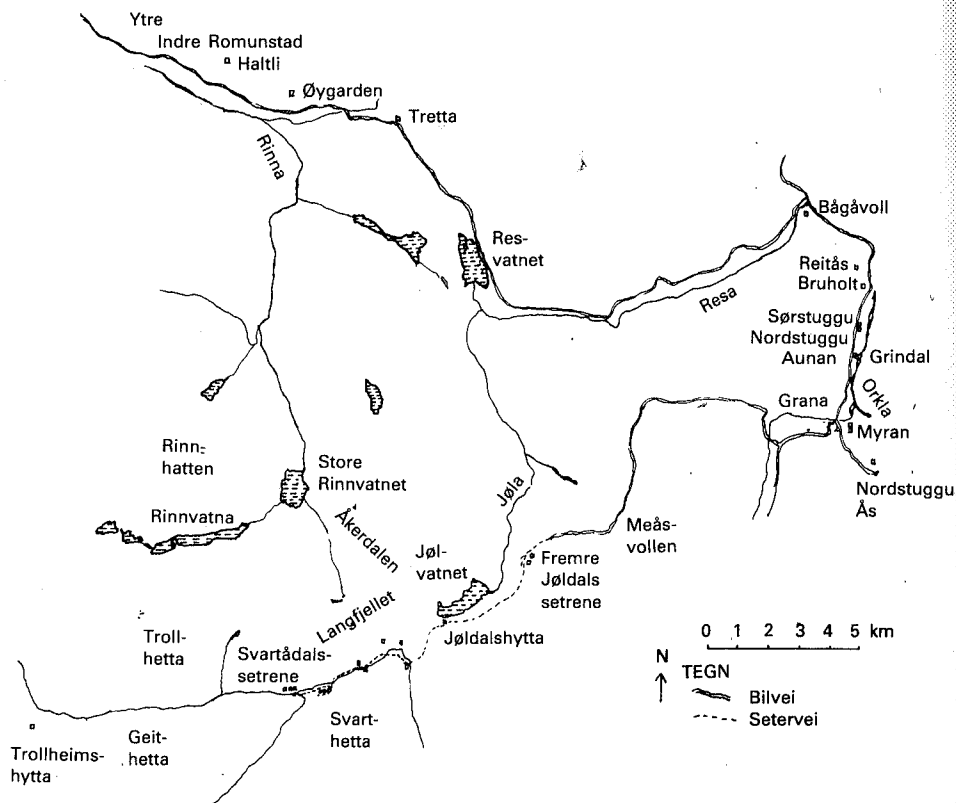 Ytre
Indre Romunstad
Haltli
Øygarden
Tretta
Rinna
Bågåvoll
Res-
vatnet
Reitås
Bruholt
Resa
Sørstuggu
Nordstuggu
Aunan
Grindal
Orkla
Grana
Myran
Rinn-
hatten
Store
Rinnvatnet
Nordstuggu
Ås
Jøla
Rinnvatna
Åkerdalen
Meås-
vollen
Jøl-
vatnet
Fremre
Jøldals
setrene
Langfjellet
Troll-
hetta
Jøldalshytta
Svartådals-
setrene
0 1 2 3 4 5 km
N
TEGN
Bilvei
Setervei
Svart-
hetta
Geit-
hetta
Trollheims-
hytta